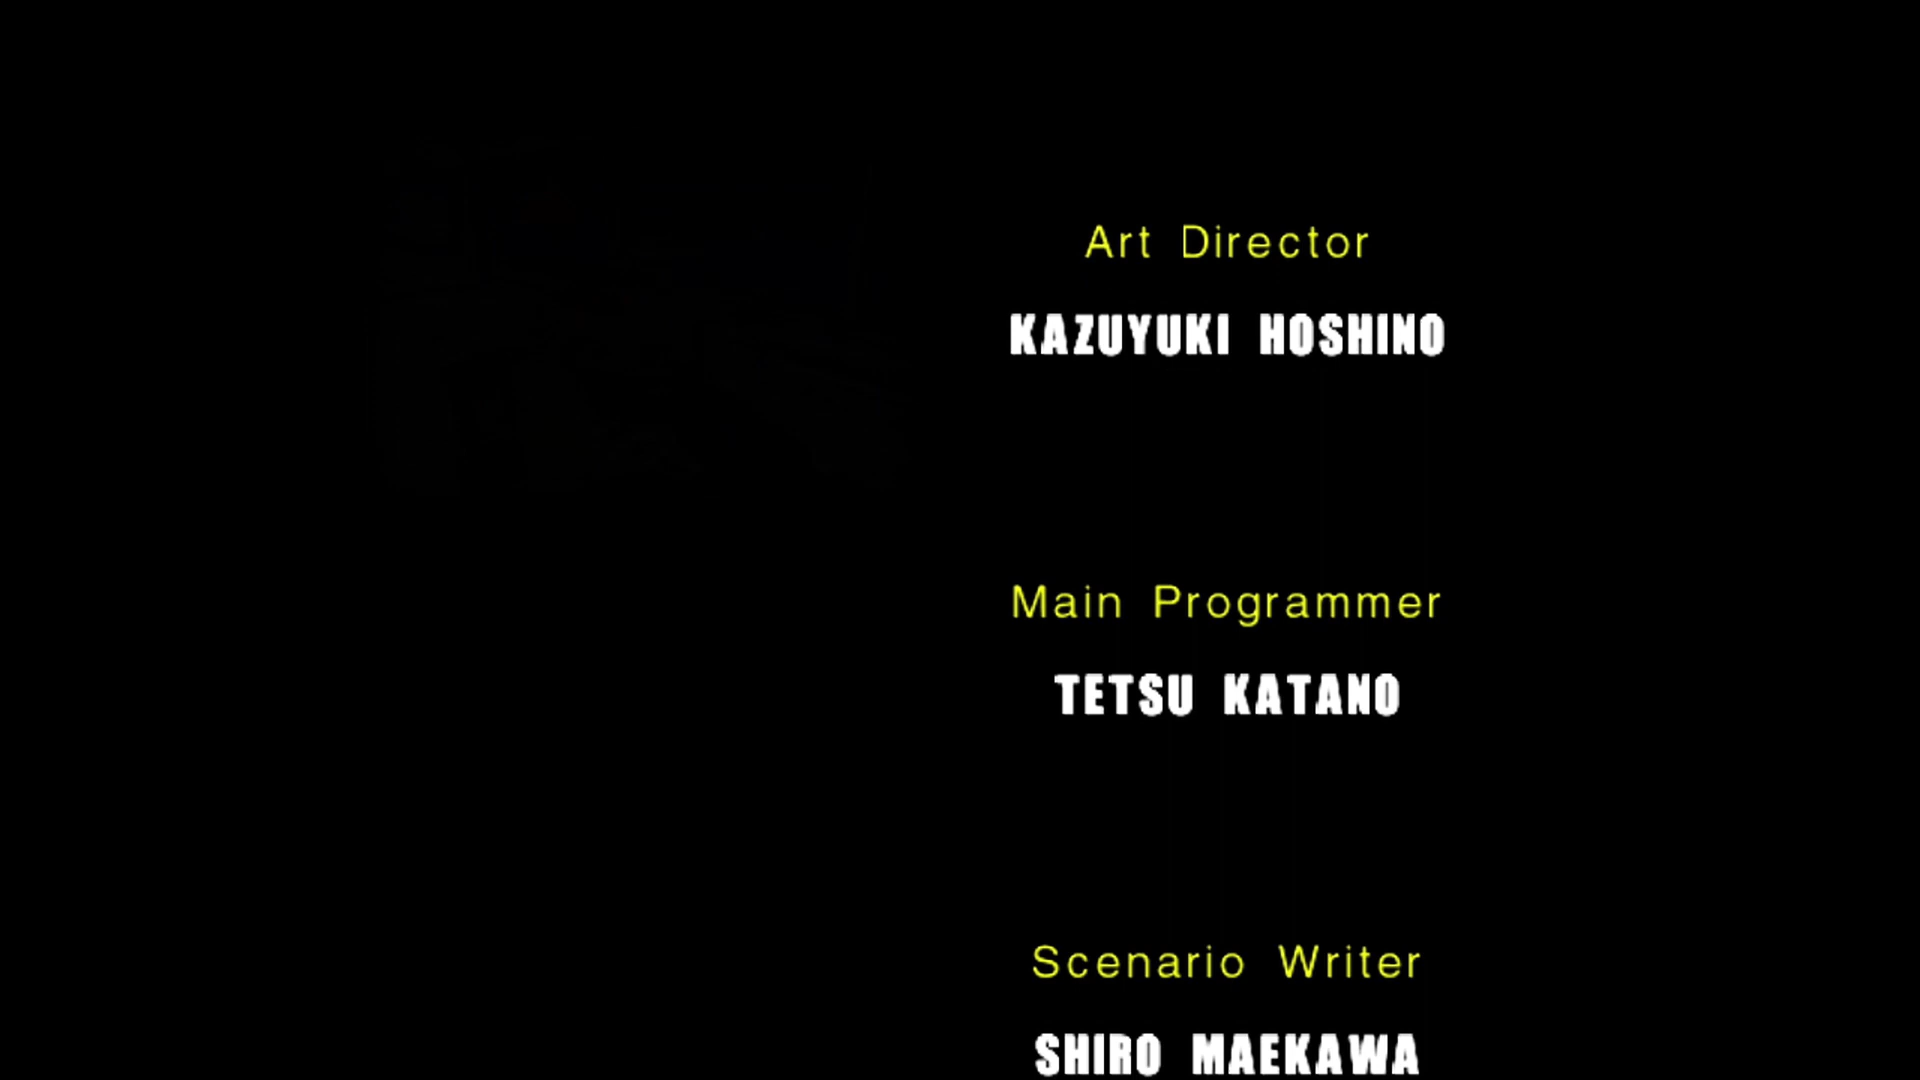 Art Director
KAZUYUKI HOSHINO
Main Programmer
TETSU KATANO
Scenario Writer
SHIRO MAEKAWA